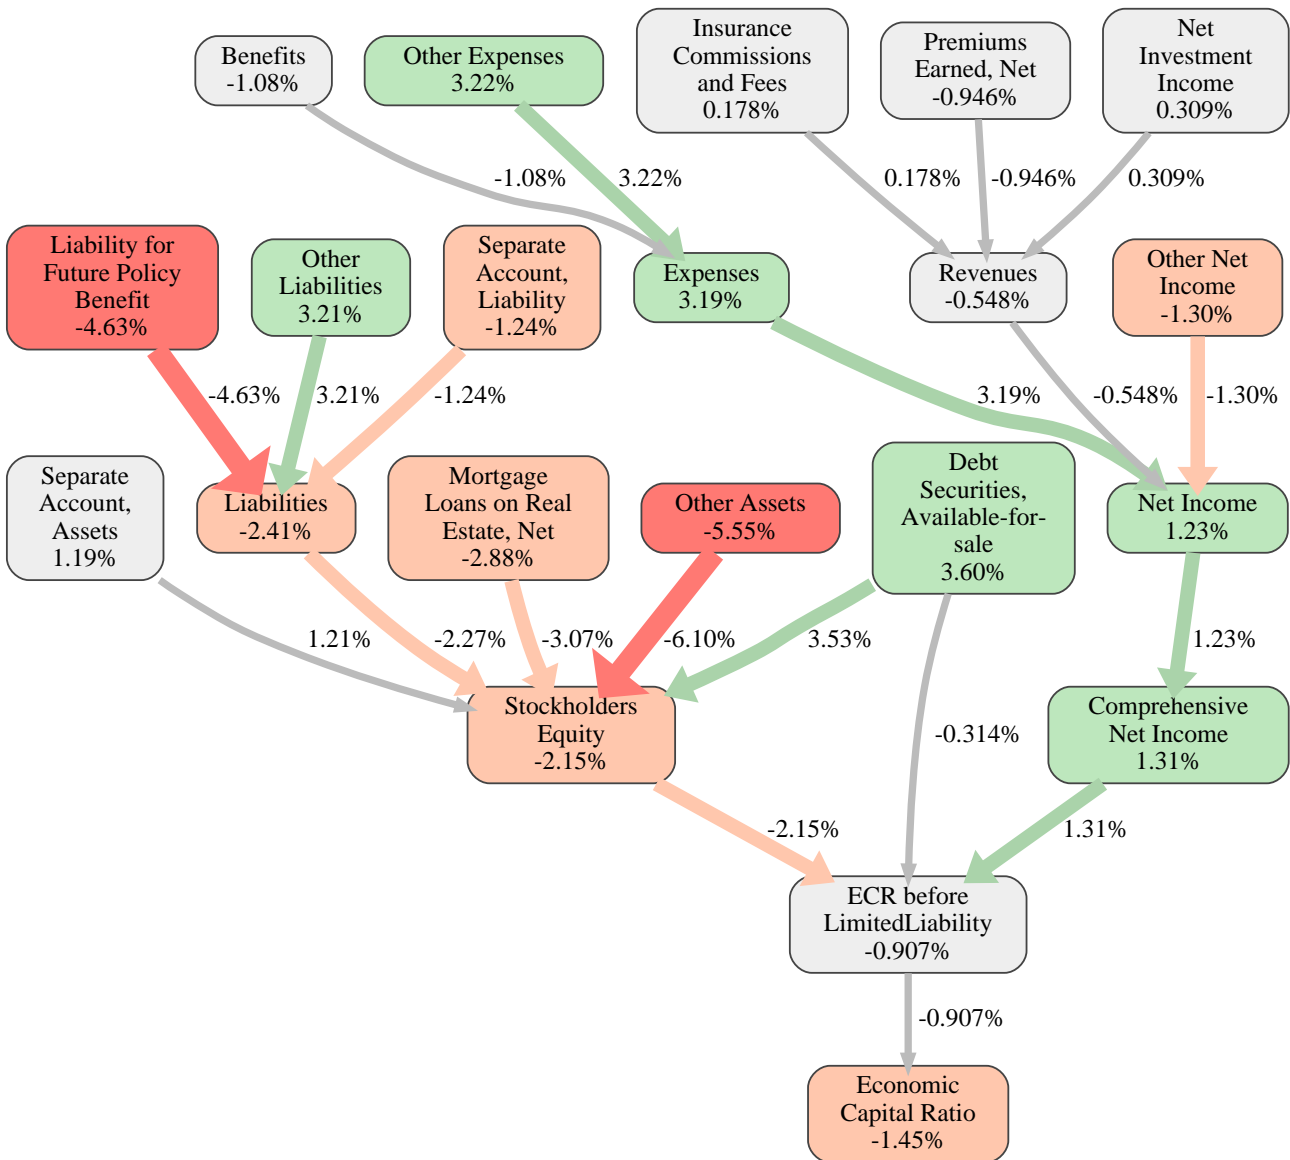 Benefits
-1.08%
Other Expenses
3.22%
Insurance
Commissions
and Fees
0.178%
Premiums
Earned, Net
-0.946%
Net
Investment
Income
0.309%
-1.08%
3.22%
0.178%
-0.946%
0.309%
Liability for
Future Policy
Benefit
-4.63%
Other
Liabilities
3.21%
Separate
Account,
Liability
-1.24%
Expenses
3.19%
Revenues
-0.548%
Other Net
Income
-1.30%
-4.63%
3.21%
-1.24%
3.19%
-0.548%
-1.30%
Separate
Account,
Assets
1.19%
Liabilities
-2.41%
Mortgage
Loans on Real
Estate, Net
-2.88%
Other Assets
-5.55%
Debt
Securities,
Available-for-
sale
3.60%
Net Income
1.23%
1.21%
-2.27%
-3.07%
-6.10%
3.53%
1.23%
Stockholders
Equity
-2.15%
-0.314%
Comprehensive
Net Income
1.31%
-2.15%
1.31%
ECR before
LimitedLiability
-0.907%
-0.907%
Economic
Capital Ratio
-1.45%